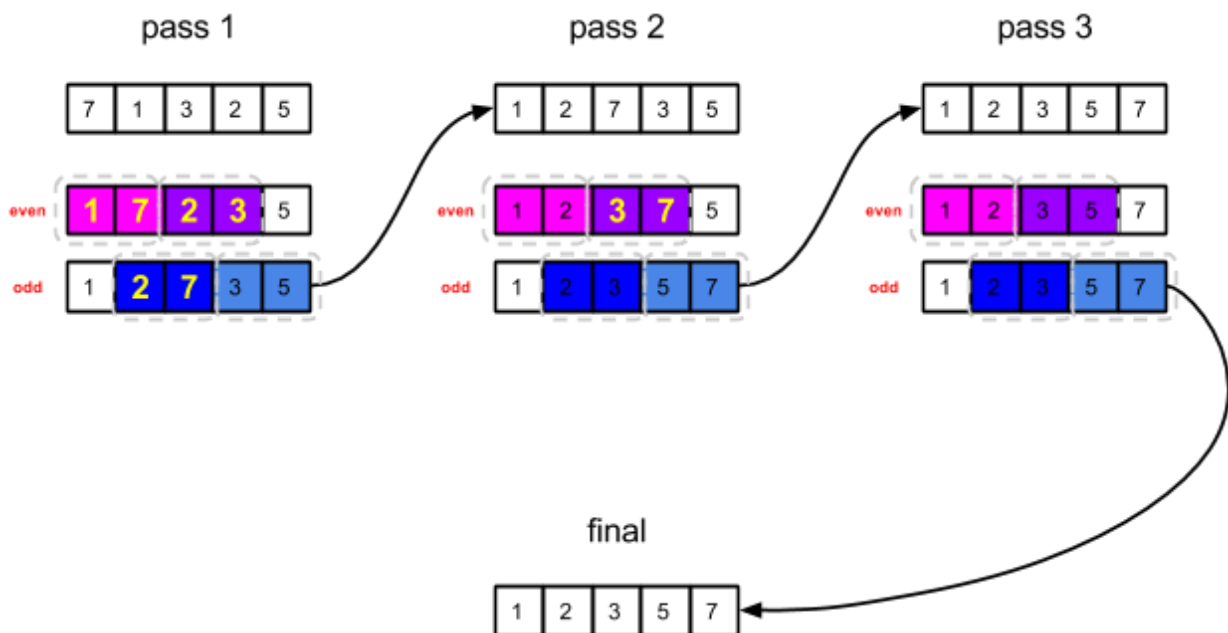 pass 1
7 1 3 2 5
even 1 7 2 3 5
odd 1 2 7 3 5
pass 2
1 2 7 3 5
even 1 2 3 7 5
odd 1 2 3 5 7
pass 3
1 2 3 5 7
even 1 2 3 5 7
odd 1 2 3 5 7
final
1 2 3 5 7